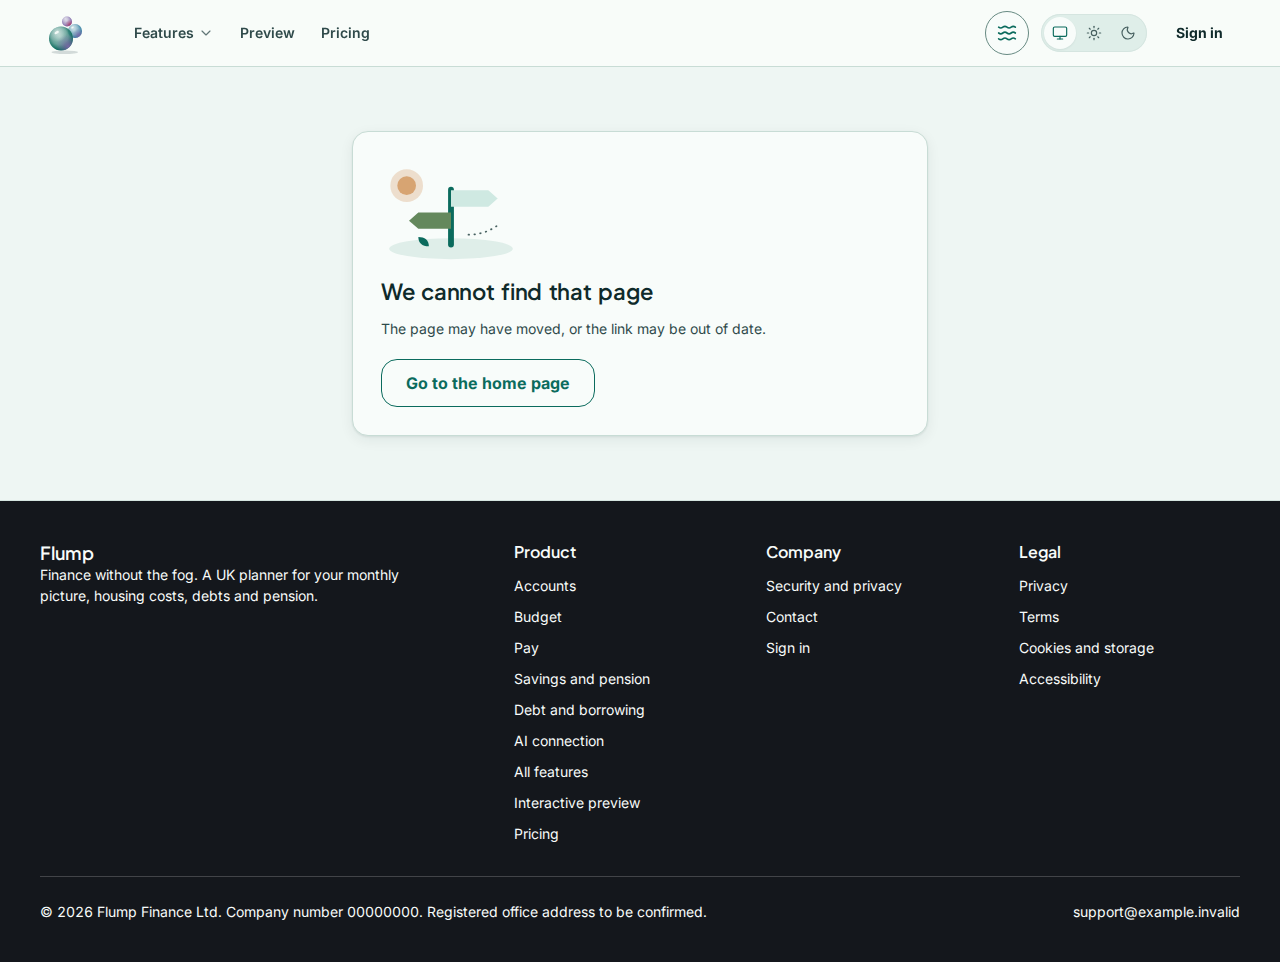 Features
Preview
Pricing
Sign in
We cannot find that page
The page may have moved, or the link may be out of date.
Go to the home page
Flump
Finance without the fog. A UK planner for your monthly
picture, housing costs, debts and pension.
Product
Accounts
Budget
Pay
Savings and pension
Debt and borrowing
AI connection
All features
Interactive preview
Pricing
Company
Security and privacy
Contact
Sign in
Legal
Privacy
Terms
Cookies and storage
Accessibility
© 2026 Flump Finance Ltd. Company number 00000000. Registered office address to be confirmed.
support@example.invalid